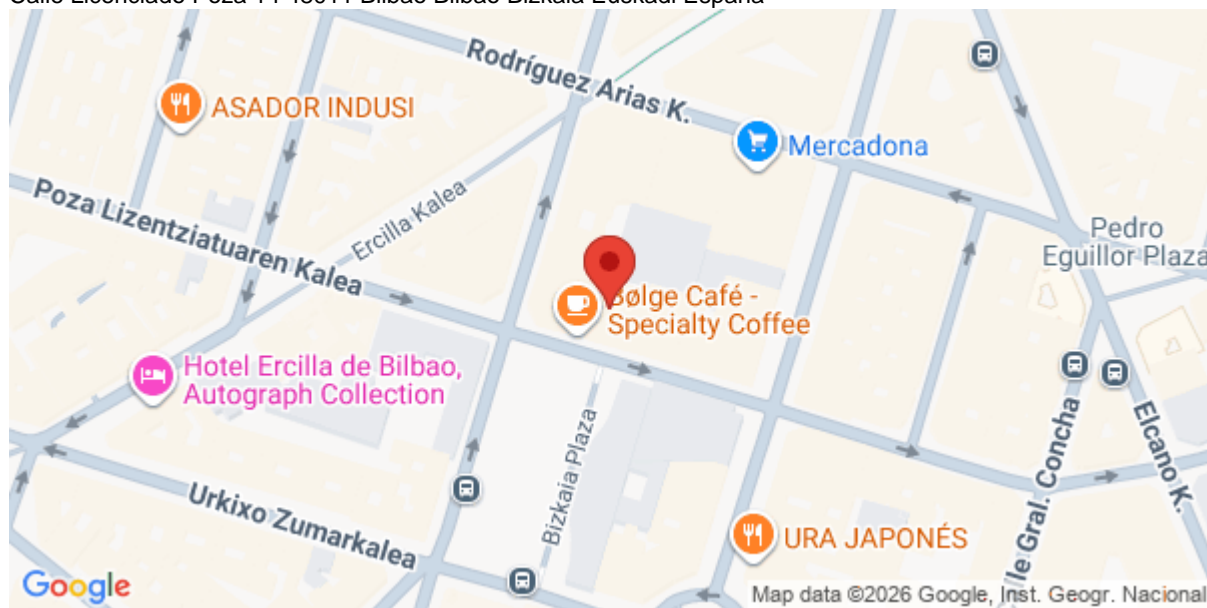 Rodríguez Arias K.
ASADOR INDUSI
Mercadona
Poza Lizentziatuaren Kalea
Ercilla Kalea
Pedro
Eguillor Plaza
Bølge Café -
Specialty Coffee
Hotel Ercilla de Bilbao,
Autograph Collection
Bizkaia Plaza
Elcano K.
Gral. Concha
Urkixo Zumarkalea
URA JAPONÉS
Google
Map data ©2026 Google, Inst. Geogr. Nacional